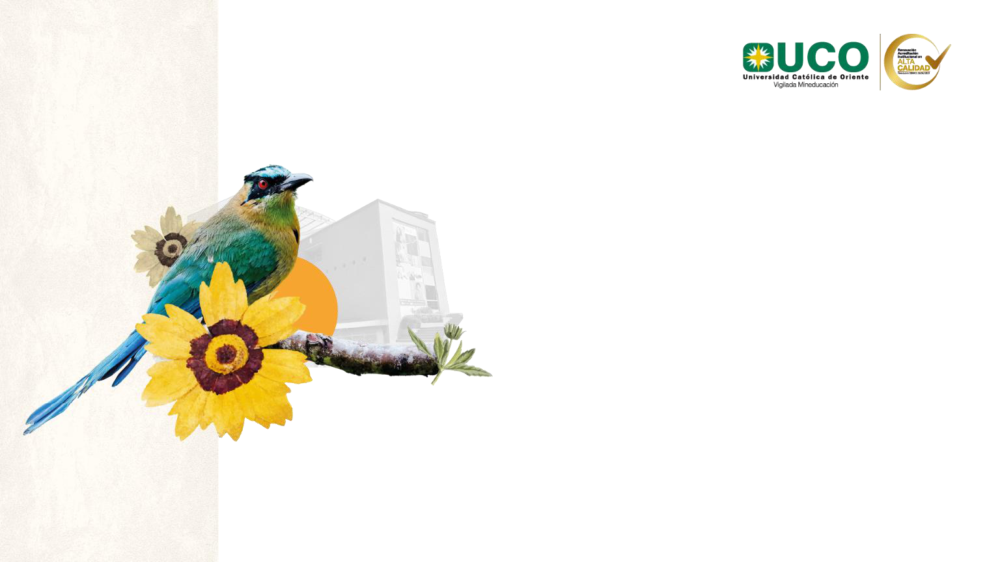 UCO
Universidad Católica de Oriente
Vigilada Mineducación
Renovación
Acreditación
Institucional en
ALTA
CALIDAD